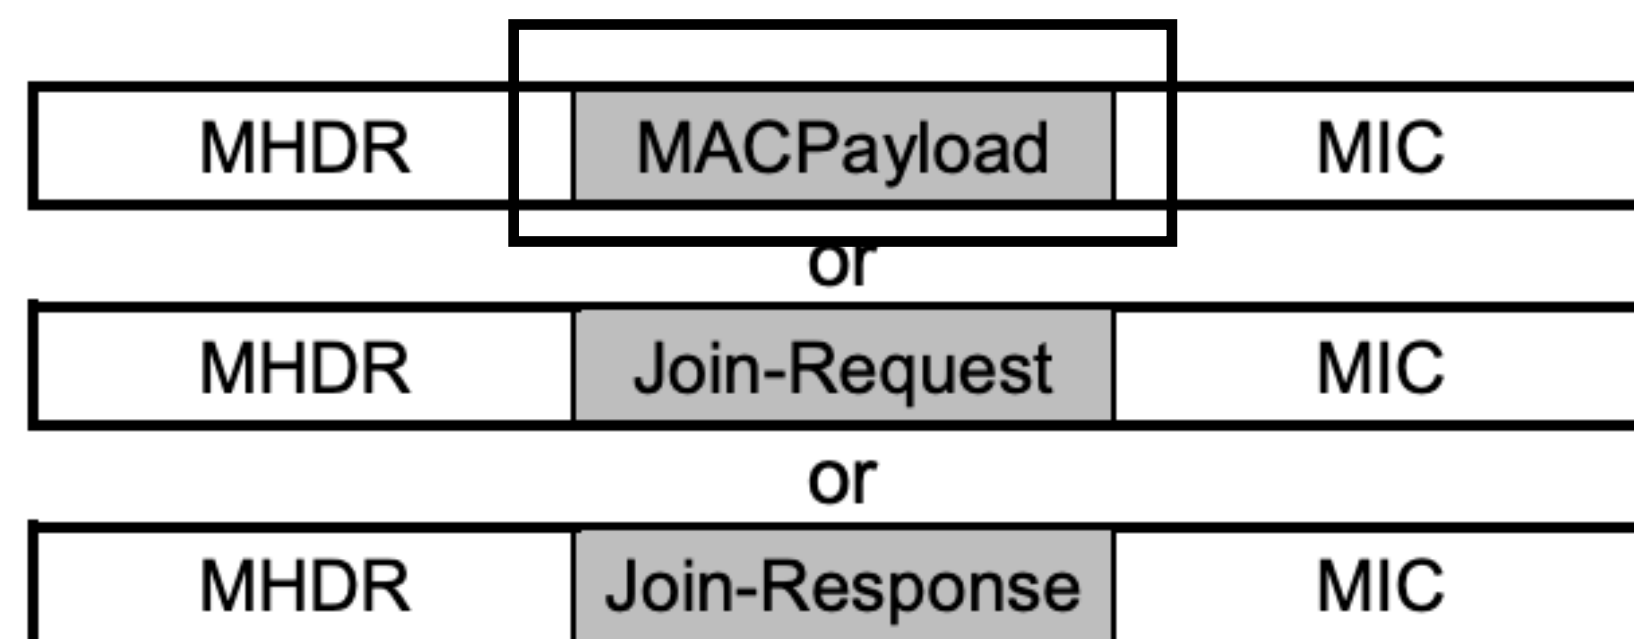 MHDR MACPayload MIC
or
MHDR Join-Request MIC
or
MHDR Join-Response MIC